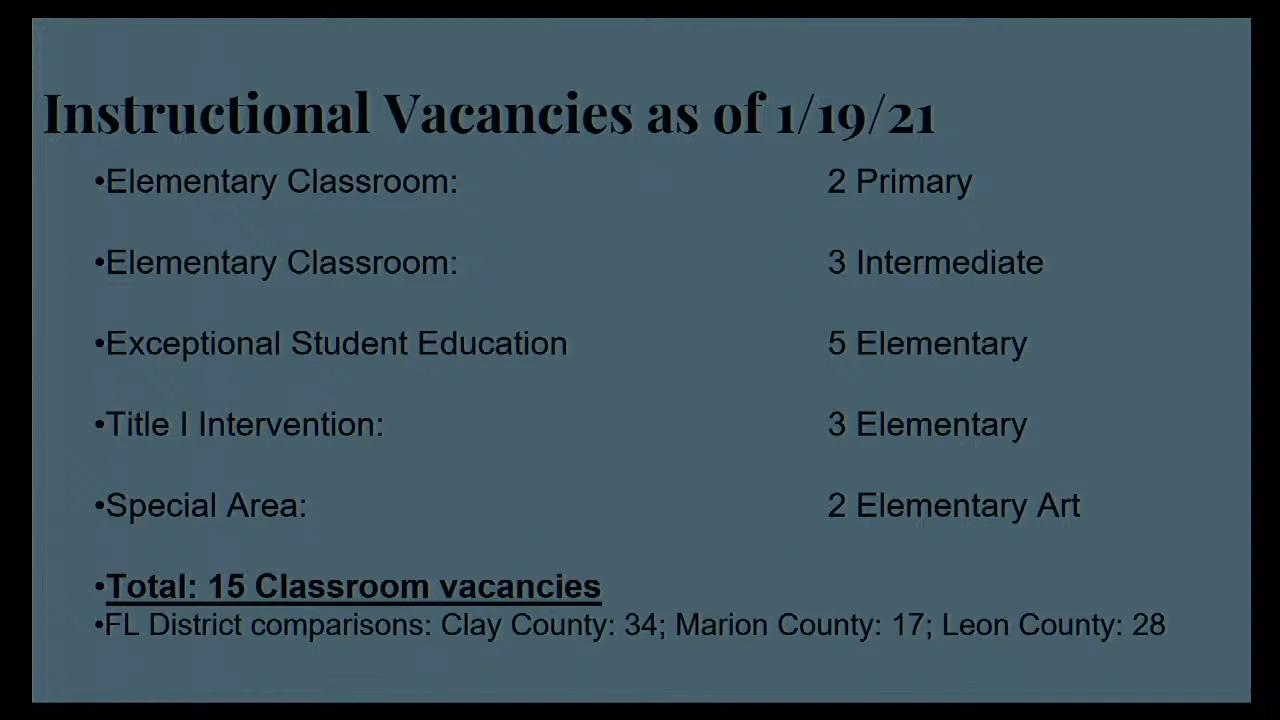 Instructional Vacancies as of 1/19/21
•Elementary Classroom: 2 Primary
•Elementary Classroom: 3 Intermediate
•Exceptional Student Education 5 Elementary
•Title I Intervention: 3 Elementary
•Special Area: 2 Elementary Art
•Total: 15 Classroom vacancies
•FL District comparisons: Clay County: 34; Marion County: 17; Leon County: 28